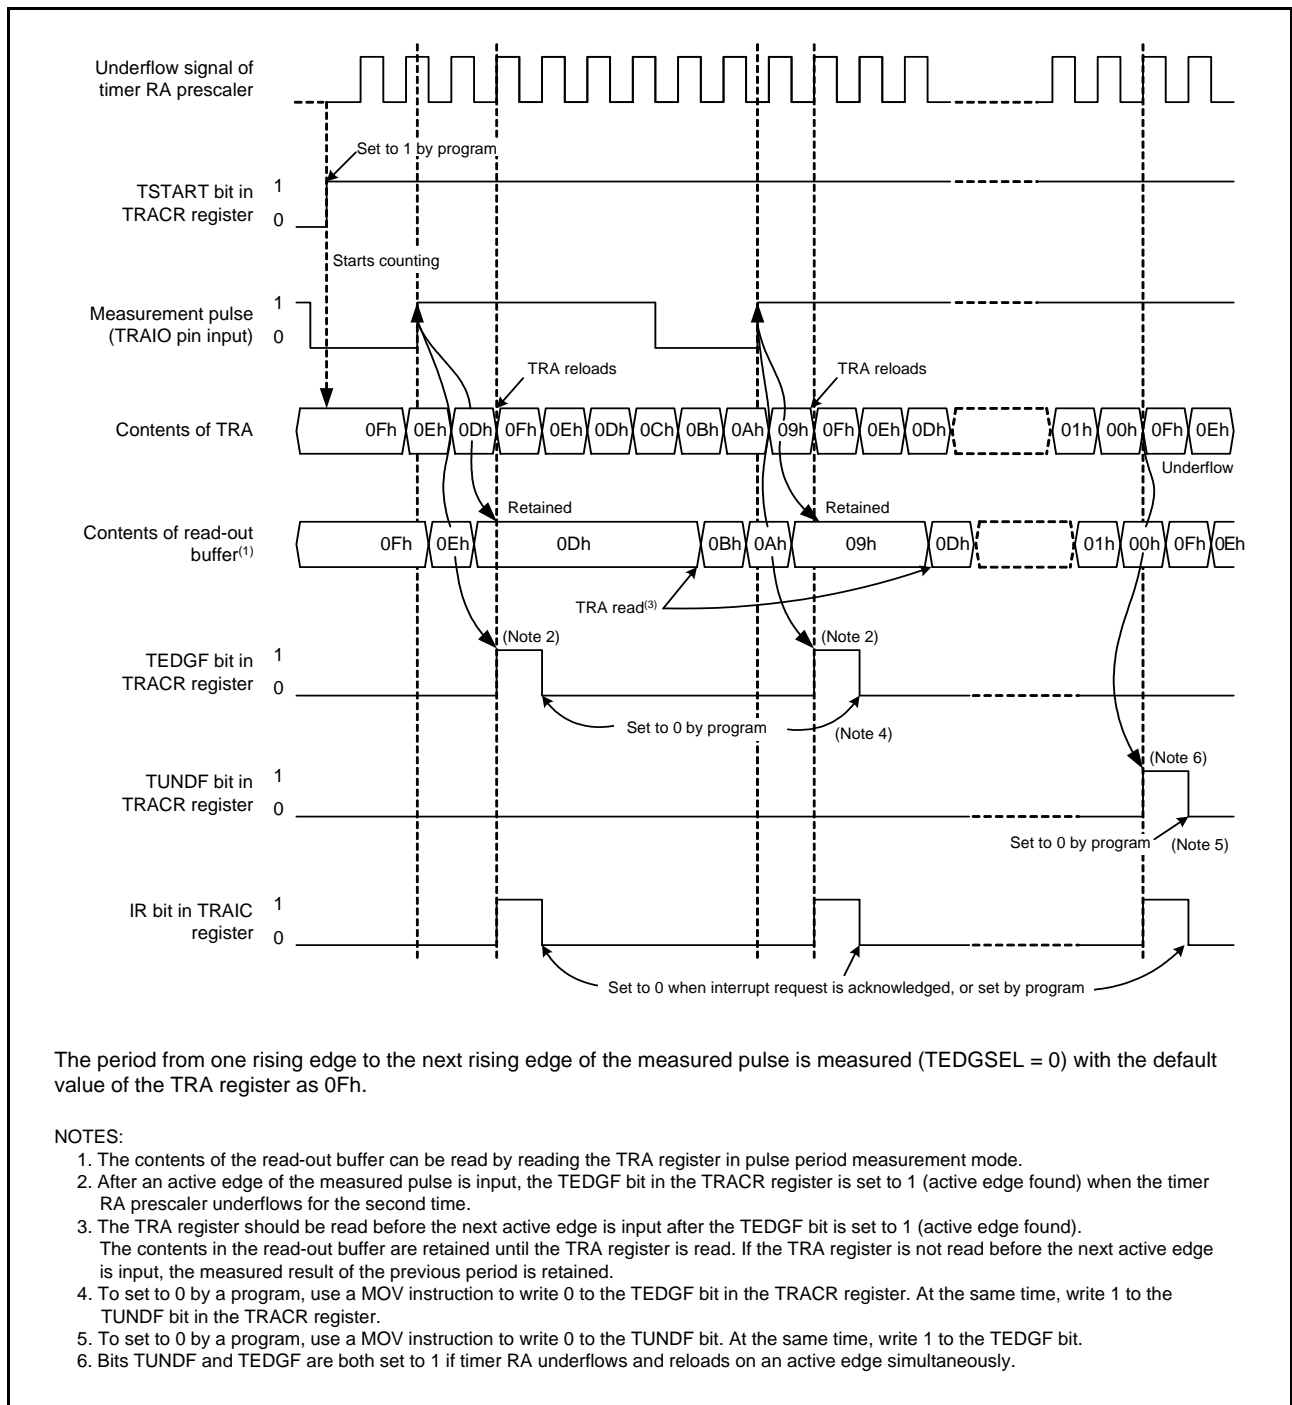 Underflow signal of
timer RA prescaler
Set to 1 by program
TSTART bit in
TRACR register
1
0
Starts counting
Measurement pulse
(TRAIO pin input)
1
0
TRA reloads
TRA reloads
Contents of TRA
0Fh 0Eh 0Dh 0Fh 0Eh 0Dh 0Ch 0Bh 0Ah 09h 0Fh 0Eh 0Dh 01h 00h 0Fh 0Eh
Underflow
Retained
Retained
Contents of read-out
buffer(1)
0Fh 0Eh 0Dh 0Bh 0Ah 09h 0Dh 01h 00h 0Fh 0Eh
TRA read(3)
(Note 2)
(Note 2)
TEDGF bit in
TRACR register
1
0
Set to 0 by program
(Note 4)
(Note 6)
TUNDF bit in
TRACR register
1
0
Set to 0 by program
(Note 5)
IR bit in TRAIC
register
1
0
Set to 0 when interrupt request is acknowledged, or set by program
The period from one rising edge to the next rising edge of the measured pulse is measured (TEDGSEL = 0) with the default
value of the TRA register as 0Fh.
NOTES:
1. The contents of the read-out buffer can be read by reading the TRA register in pulse period measurement mode.
2. After an active edge of the measured pulse is input, the TEDGF bit in the TRACR register is set to 1 (active edge found) when the timer
RA prescaler underflows for the second time.
3. The TRA register should be read before the next active edge is input after the TEDGF bit is set to 1 (active edge found).
The contents in the read-out buffer are retained until the TRA register is read. If the TRA register is not read before the next active edge
is input, the measured result of the previous period is retained.
4. To set to 0 by a program, use a MOV instruction to write 0 to the TEDGF bit in the TRACR register. At the same time, write 1 to the
TUNDF bit in the TRACR register.
5. To set to 0 by a program, use a MOV instruction to write 0 to the TUNDF bit. At the same time, write 1 to the TEDGF bit.
6. Bits TUNDF and TEDGF are both set to 1 if timer RA underflows and reloads on an active edge simultaneously.